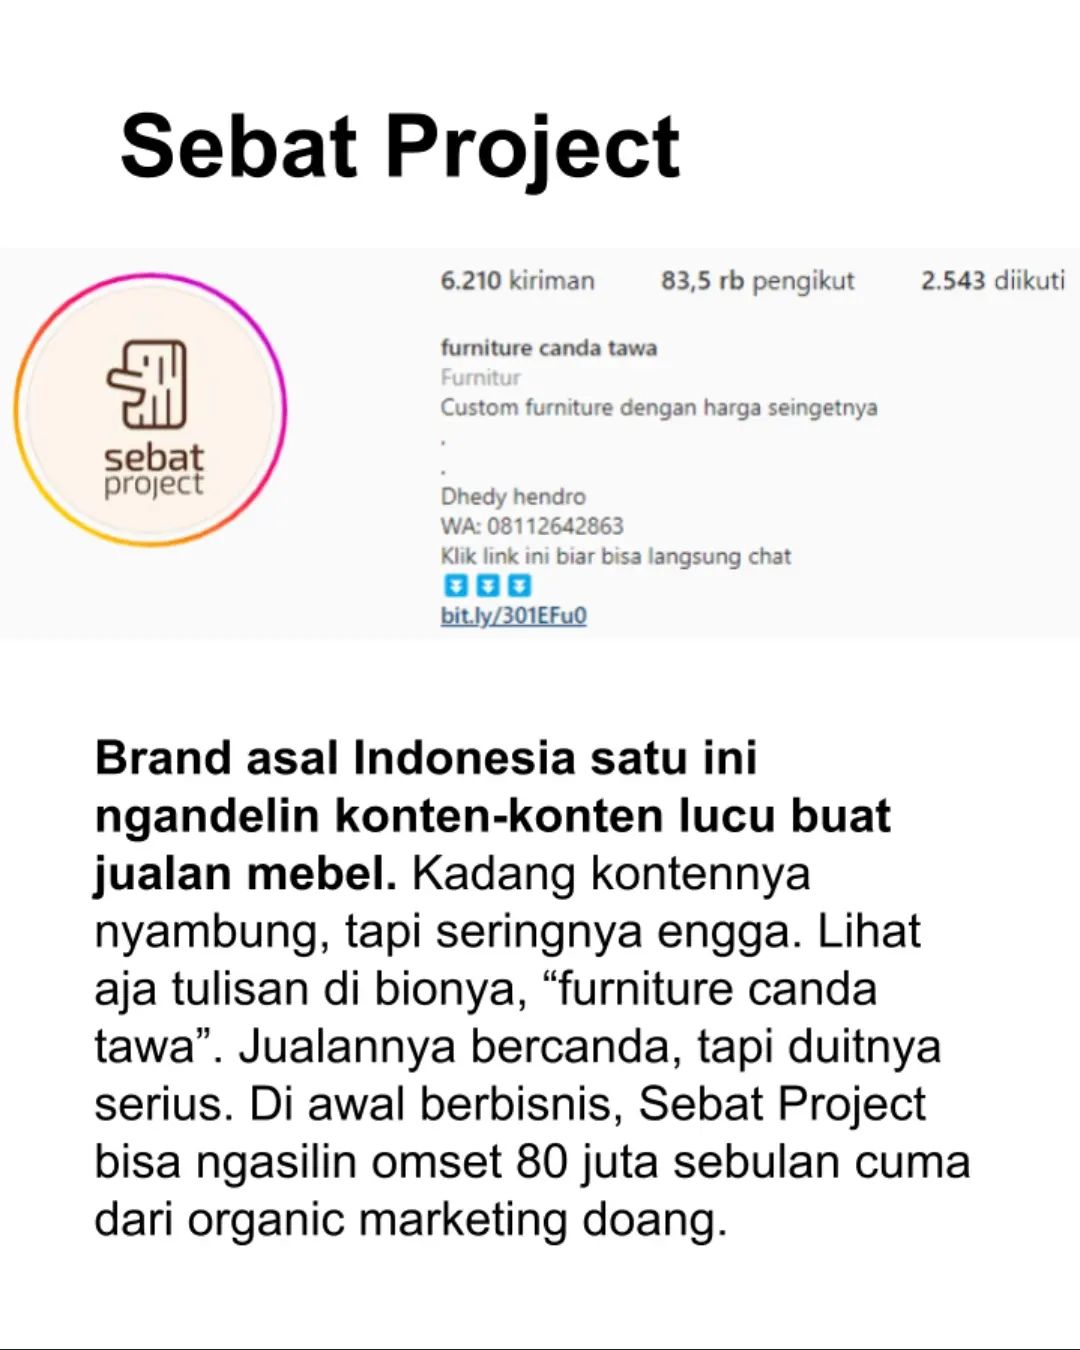 Sebat Project
6.210 kiriman 83,5 rb pengikut 2.543 diikuti
furniture canda tawa
Furnitur
Custom furniture dengan harga seingetnya
.
.
Dhedy hendro
WA: 08112642863
Klik link ini biar bisa langsung chat
bit.ly/301EFu0
sebat
project
Brand asal Indonesia satu ini
ngandelin konten-konten lucu buat
jualan mebel. Kadang kontennya
nyambung, tapi seringnya engga. Lihat
aja tulisan di bionya, “furniture canda
tawa”. Jualannya bercanda, tapi duitnya
serius. Di awal berbisnis, Sebat Project
bisa ngasilin omset 80 juta sebulan cuma
dari organic marketing doang.